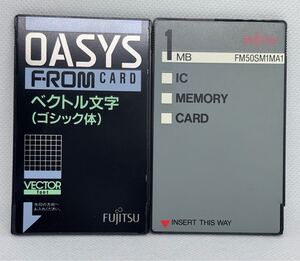 OASYS
FROM CARD
ベクトル文字
(ゴシック体)
VECTOR
font
FUJITSU
1
MB
FUJITSU
FM50SM1MA1
IC
MEMORY
CARD
INSERT THIS WAY